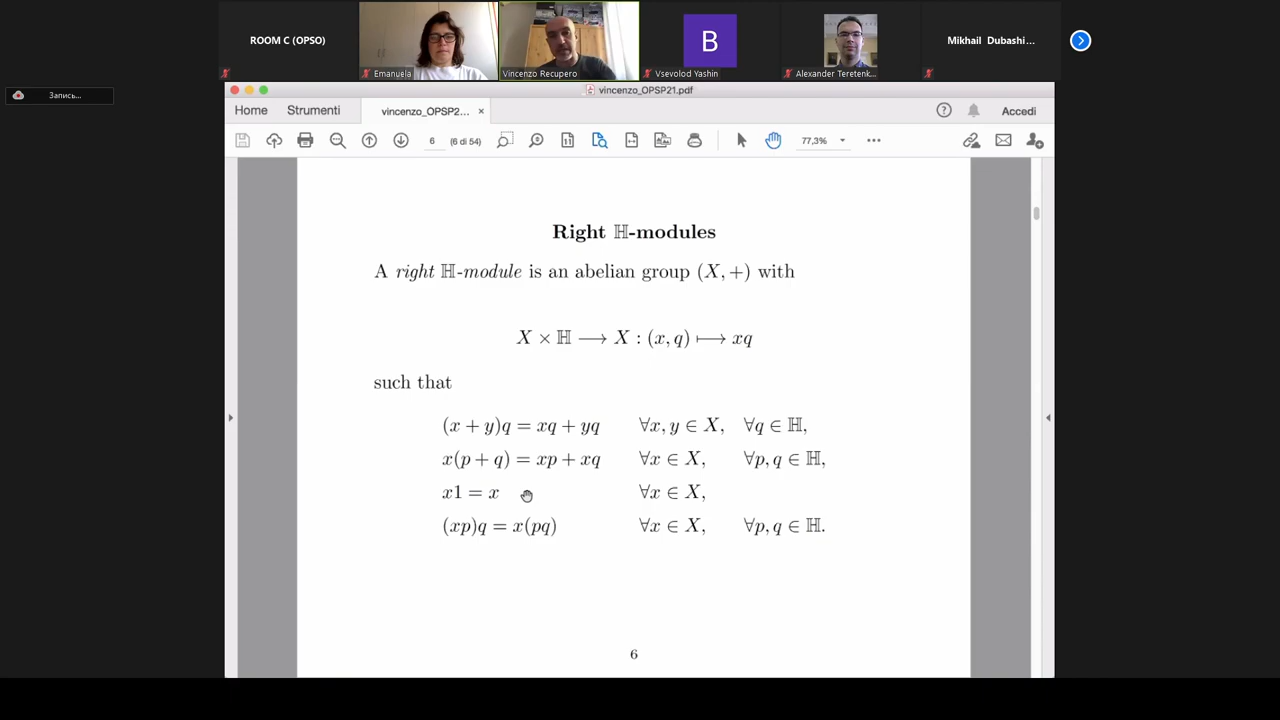 ROOM C (OPSO)
Emanuela
Vincenzo Recupero
B
Vsevolod Yashin
Alexander Teretenk...
Mikhail Dubashi...
Запись...
vincenzo_OPSP21.pdf
Home
Strumenti
vincenzo_OPSP2... ×
Accedi
6
(6 di 54)
77,3%
Right ℍ-modules
A right ℍ-module is an abelian group (X, +) with
X × ℍ ⟶ X : (x, q) ⟼ xq
such that
(x + y)q = xq + yq ∀x, y ∈ X, ∀q ∈ ℍ,
x(p + q) = xp + xq ∀x ∈ X, ∀p, q ∈ ℍ,
x1 = x ∀x ∈ X,
(xp)q = x(pq) ∀x ∈ X, ∀p, q ∈ ℍ.
6